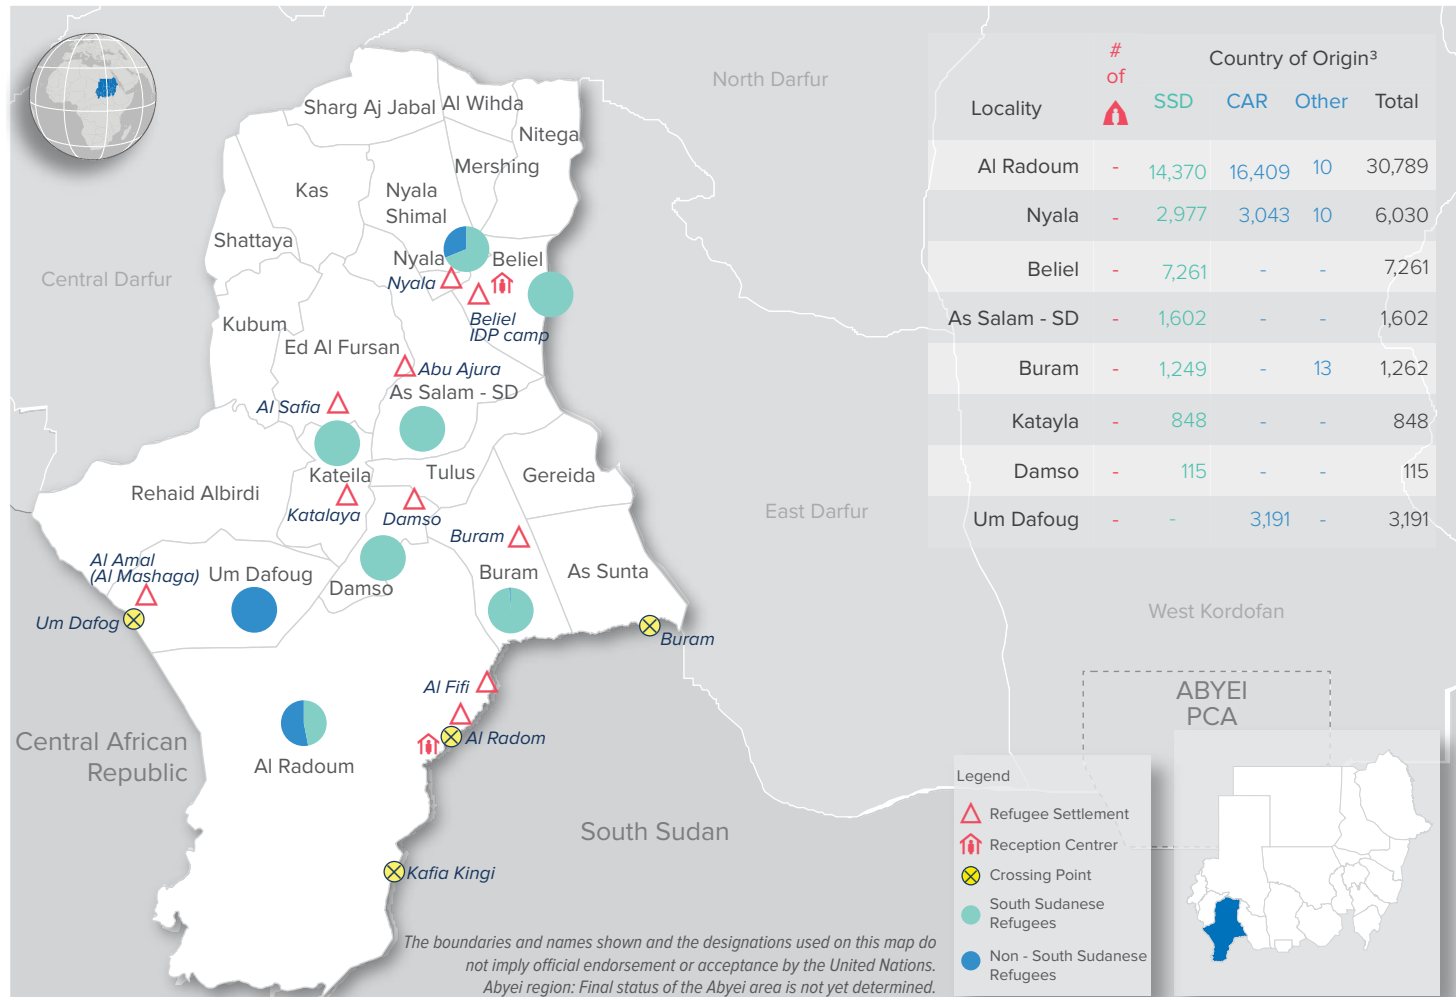 North Darfur
Sharg Aj Jabal
Al Wihda
Nitega
Mershing
Kas
Nyala
Shimal
Shattaya
Central Darfur
Nyala
Beliel
Nyala
Beliel
IDP camp
Kubum
Ed Al Fursan
Abu Ajura
As Salam - SD
Al Safia
Kateila
Tulus
Gereida
Rehaid Albirdi
Katalaya
Damso
Buram
East Darfur
Al Amal
(Al Mashaga)
Um Dafoug
Damso
Buram
As Sunta
Um Dafog
Buram
West Kordofan
Al Fifi
Al Radom
Central African
Republic
Al Radoum
South Sudan
Kafia Kingi
ABYEI
PCA
# of
Country of Origin³
Locality SSD CAR Other Total
Al Radoum - 14,370 16,409 10 30,789
Nyala - 2,977 3,043 10 6,030
Beliel - 7,261 - - 7,261
As Salam - SD - 1,602 - - 1,602
Buram - 1,249 - 13 1,262
Katayla - 848 - - 848
Damso - 115 - - 115
Um Dafoug - - 3,191 - 3,191
Legend
Refugee Settlement
Reception Centrer
Crossing Point
South Sudanese
Refugees
Non - South Sudanese
Refugees
The boundaries and names shown and the designations used on this map do
not imply official endorsement or acceptance by the United Nations.
Abyei region: Final status of the Abyei area is not yet determined.